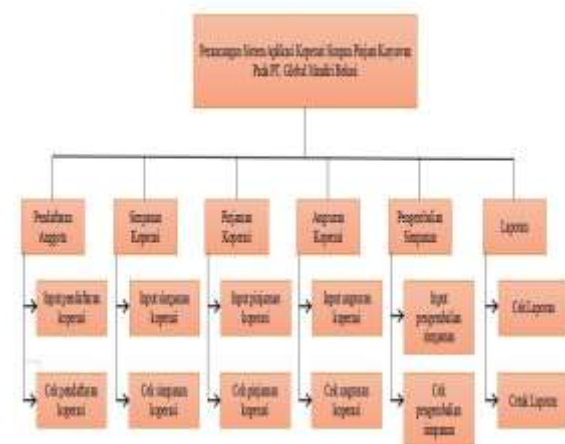 Perancangan Sistem Aplikasi Koperasi Simpan Pinjam Karyawan
Pada PT. Global Mandiri Bekasi
Pendaftaran
Anggota
Simpanan
Koperasi
Pinjaman
Koperasi
Angsuran
Koperasi
Pengembalian
Simpanan
Laporan
Input pendaftaran
koperasi
Input simpanan
koperasi
Input pinjaman
koperasi
Input angsuran
koperasi
Input
pengembalian
simpanan
Cek Laporan
Cek pendaftaran
koperasi
Cek simpanan
koperasi
Cek pinjaman
koperasi
Cek angsuran
koperasi
Cek
pengembalian
simpanan
Cetak Laporan